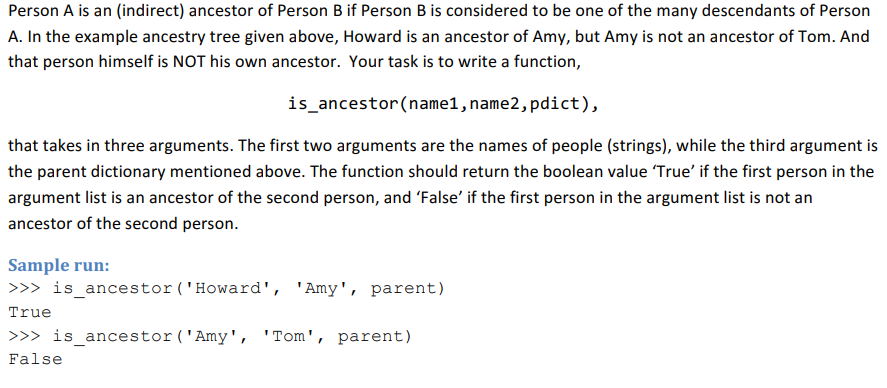 Person A is an (indirect) ancestor of Person B if Person B is considered to be one of the many descendants of Person
A. In the example ancestry tree given above, Howard is an ancestor of Amy, but Amy is not an ancestor of Tom. And
that person himself is NOT his own ancestor.  Your task is to write a function,
is_ancestor(name1,name2,pdict),
that takes in three arguments. The first two arguments are the names of people (strings), while the third argument is
the parent dictionary mentioned above. The function should return the boolean value ‘True’ if the first person in the
argument list is an ancestor of the second person, and ‘False’ if the first person in the argument list is not an
ancestor of the second person.
Sample run:
>>> is_ancestor('Howard', 'Amy', parent)
True
>>> is_ancestor('Amy', 'Tom', parent)
False